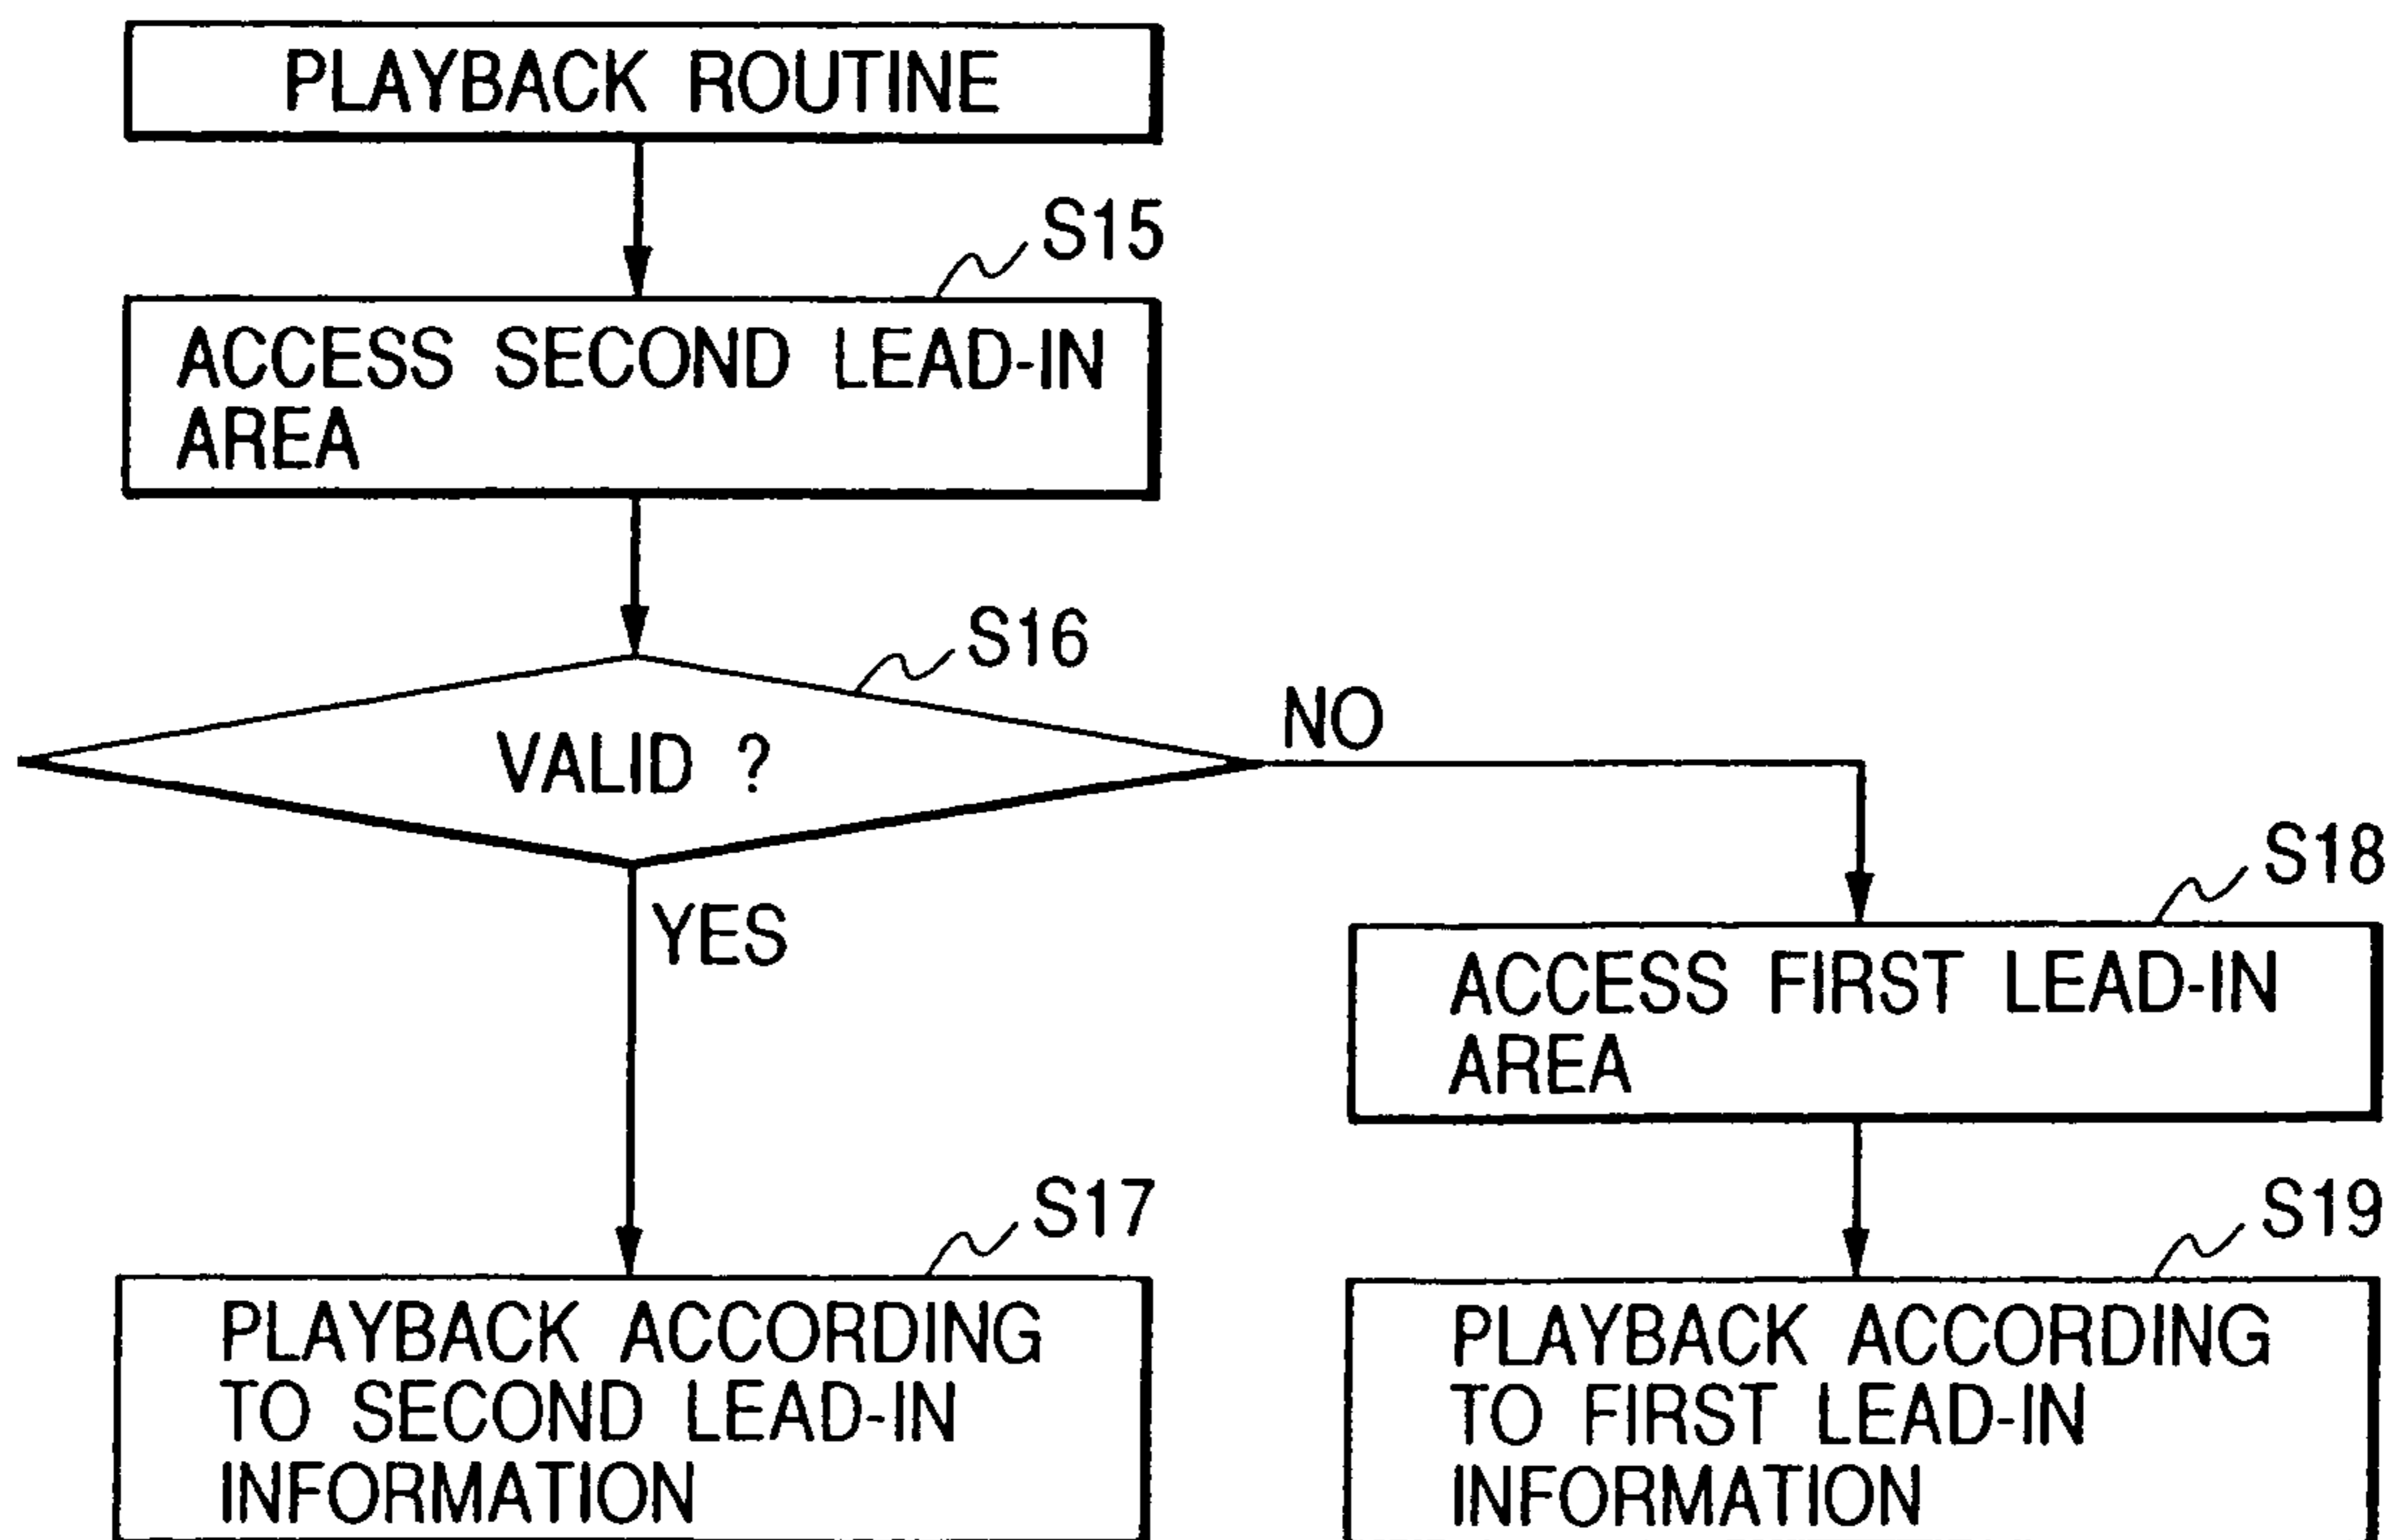 PLAYBACK ROUTINE
S15
ACCESS SECOND LEAD-IN
AREA
S16
VALID ?
NO
YES
S18
ACCESS FIRST LEAD-IN
AREA
S17
PLAYBACK ACCORDING
TO SECOND LEAD-IN
INFORMATION
S19
PLAYBACK ACCORDING
TO FIRST LEAD-IN
INFORMATION